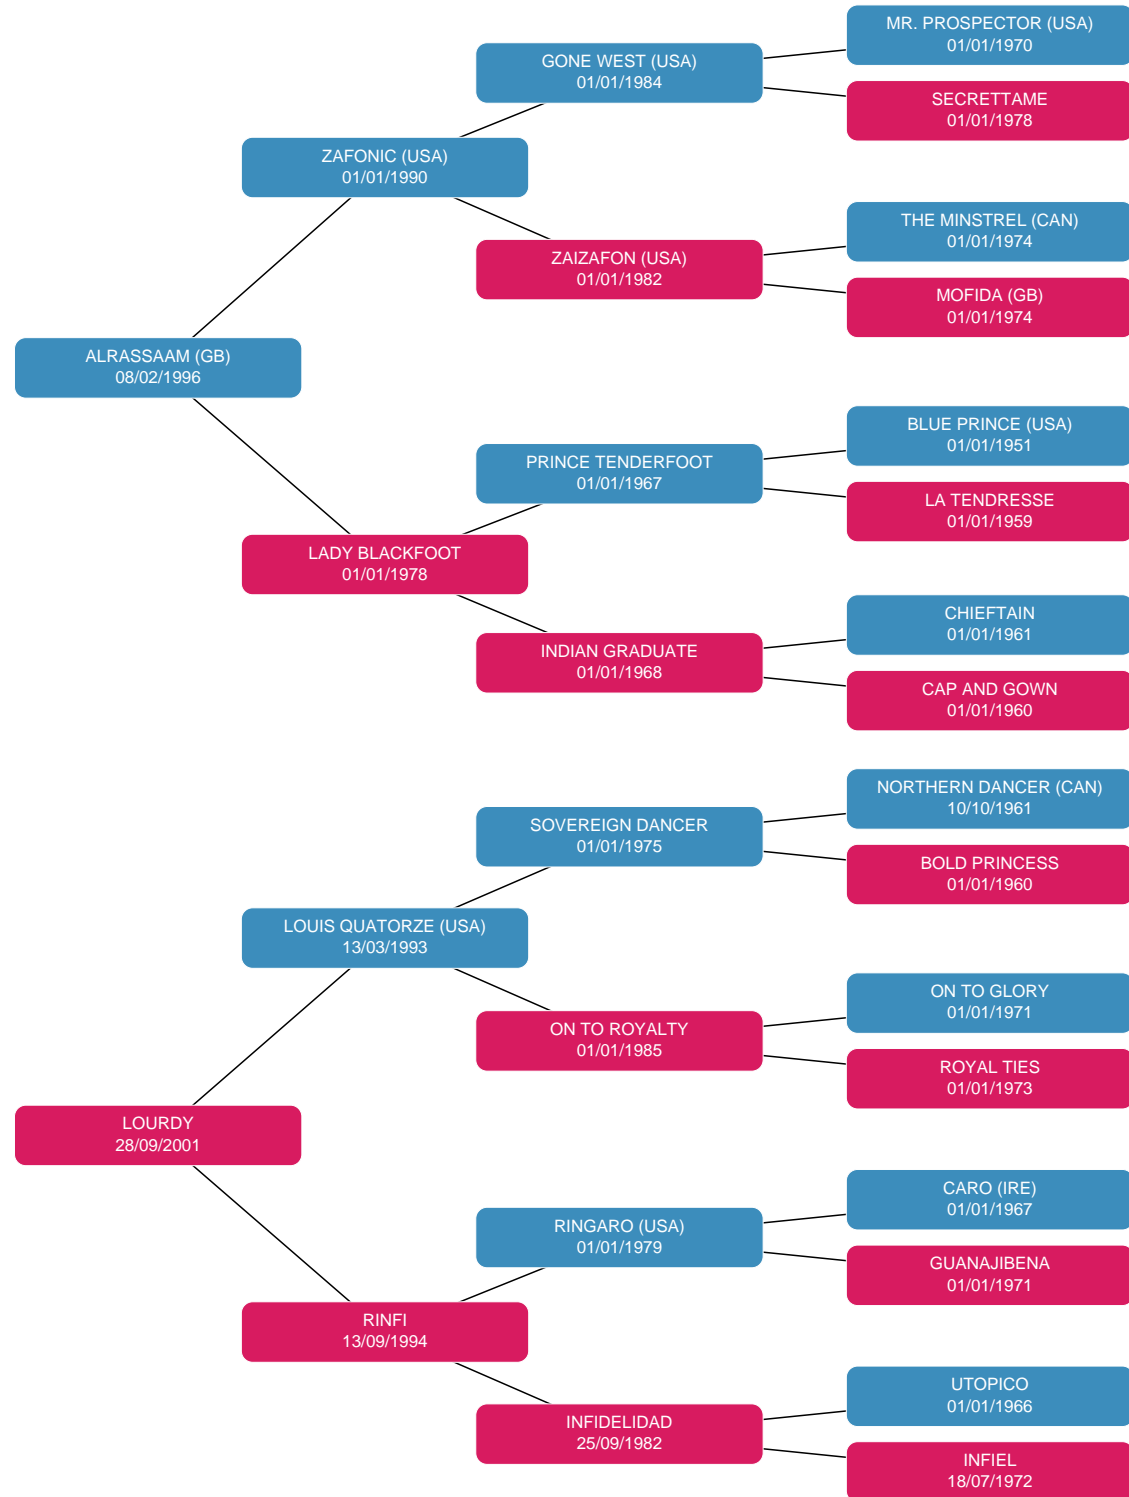 MR. PROSPECTOR (USA)
01/01/1970
GONE WEST (USA)
01/01/1984
SECRETTAME
01/01/1978
ZAFONIC (USA)
01/01/1990
THE MINSTREL (CAN)
01/01/1974
ZAIZAFON (USA)
01/01/1982
MOFIDA (GB)
01/01/1974
ALRASSAAM (GB)
08/02/1996
BLUE PRINCE (USA)
01/01/1951
PRINCE TENDERFOOT
01/01/1967
LA TENDRESSE
01/01/1959
LADY BLACKFOOT
01/01/1978
CHIEFTAIN
01/01/1961
INDIAN GRADUATE
01/01/1968
CAP AND GOWN
01/01/1960
NORTHERN DANCER (CAN)
10/10/1961
SOVEREIGN DANCER
01/01/1975
BOLD PRINCESS
01/01/1960
LOUIS QUATORZE (USA)
13/03/1993
ON TO GLORY
01/01/1971
ON TO ROYALTY
01/01/1985
ROYAL TIES
01/01/1973
LOURDY
28/09/2001
CARO (IRE)
01/01/1967
RINGARO (USA)
01/01/1979
GUANAJIBENA
01/01/1971
RINFI
13/09/1994
UTOPICO
01/01/1966
INFIDELIDAD
25/09/1982
INFIEL
18/07/1972